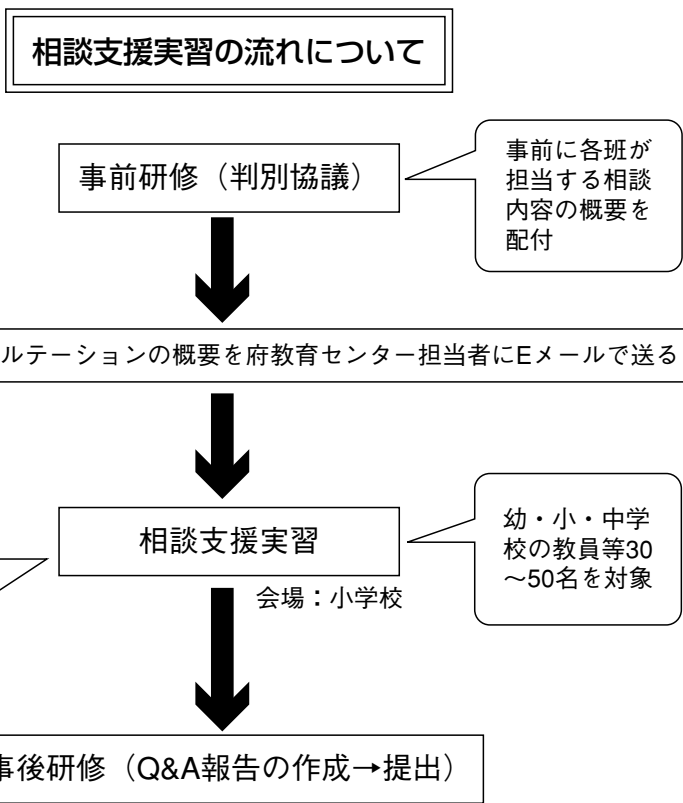 相談支援実習の流れについて
事前研修（判別協議）
事前に各班が
担当する相談
内容の概要を
配付
ルテーションの概要を府教育センター担当者にEメールで送る
相談支援実習
幼・小・中学
校の教員等30
～50名を対象
会場：小学校
事後研修（Q&A報告の作成→提出）